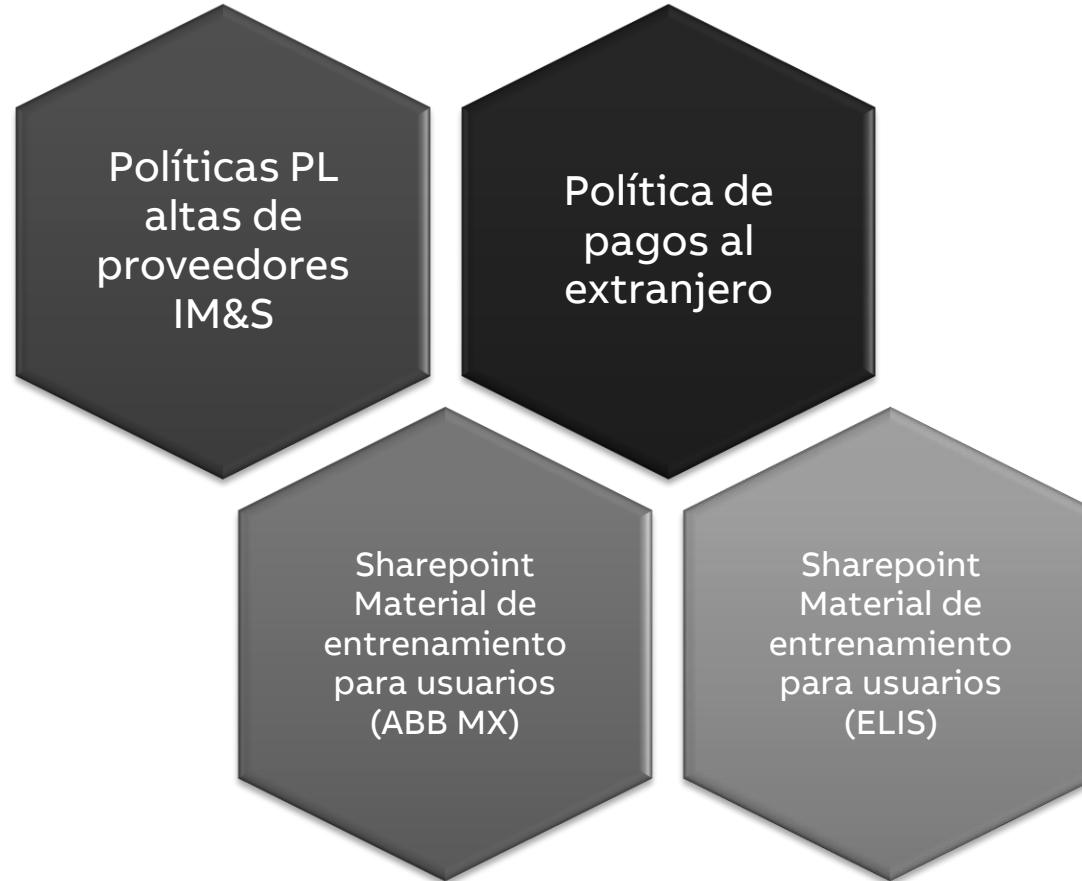 Políticas PL
altas de
proveedores
IM&S
Política de
pagos al
extranjero
Sharepoint
Material de
entrenamiento
para usuarios
(ABB MX)
Sharepoint
Material de
entrenamiento
para usuarios
(ELIS)